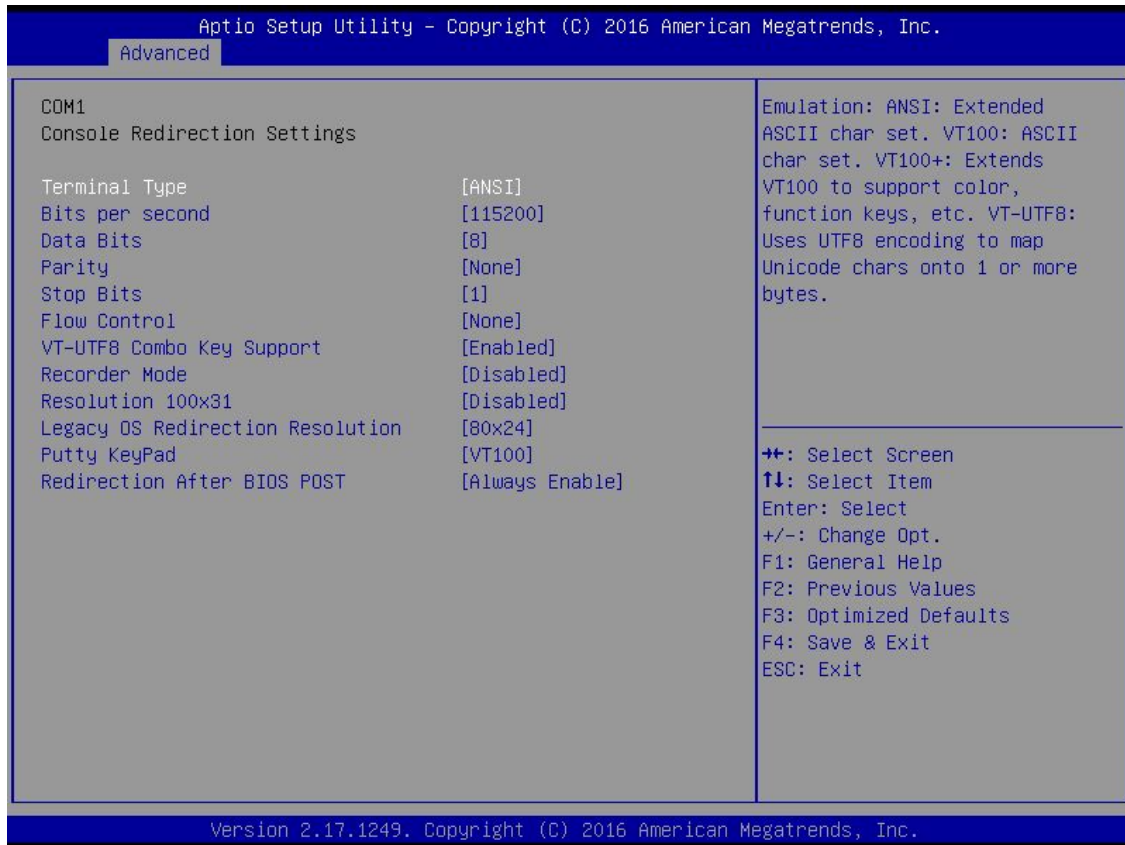 Aptio Setup Utility – Copyright (C) 2016 American Megatrends, Inc.
Advanced
COM1
Console Redirection Settings
Terminal Type [ANSI]
Bits per second [115200]
Data Bits [8]
Parity [None]
Stop Bits [1]
Flow Control [None]
VT-UTF8 Combo Key Support [Enabled]
Recorder Mode [Disabled]
Resolution 100x31 [Disabled]
Legacy OS Redirection Resolution [80x24]
Putty KeyPad [VT100]
Redirection After BIOS POST [Always Enable]
Emulation: ANSI: Extended
ASCII char set. VT100: ASCII
char set. VT100+: Extends
VT100 to support color,
function keys, etc. VT-UTF8:
Uses UTF8 encoding to map
Unicode chars onto 1 or more
bytes.
→←: Select Screen
↑↓: Select Item
Enter: Select
+/-: Change Opt.
F1: General Help
F2: Previous Values
F3: Optimized Defaults
F4: Save & Exit
ESC: Exit
Version 2.17.1249. Copyright (C) 2016 American Megatrends, Inc.